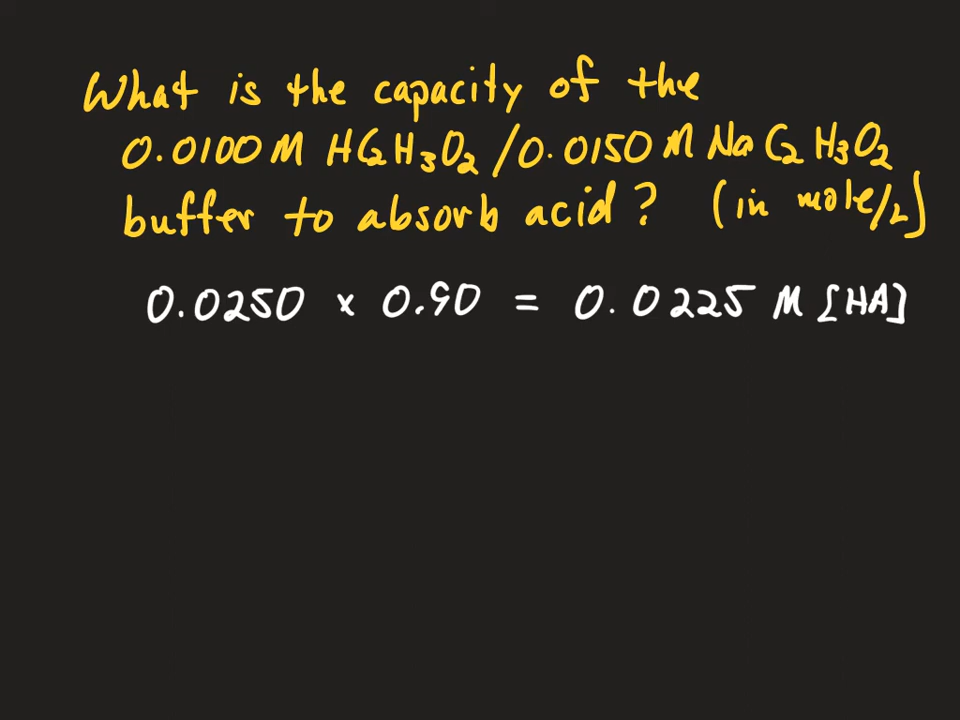 What is the capacity of the
0.0100 M HC₂H₃O₂ / 0.0150 M NaC₂H₃O₂
buffer to absorb acid? (in mole/L)
0.0250 x 0.90 = 0.0225 M [HA]